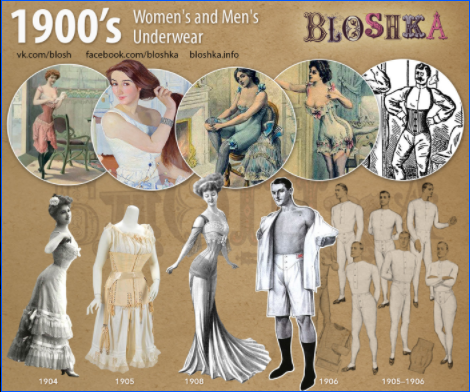 1900's
Women's and Men's
Underwear
BLOSHKA
vk.com/blosh
facebook.com/bloshka
bloshka.info
1904
1905
1908
1906
1905–1906